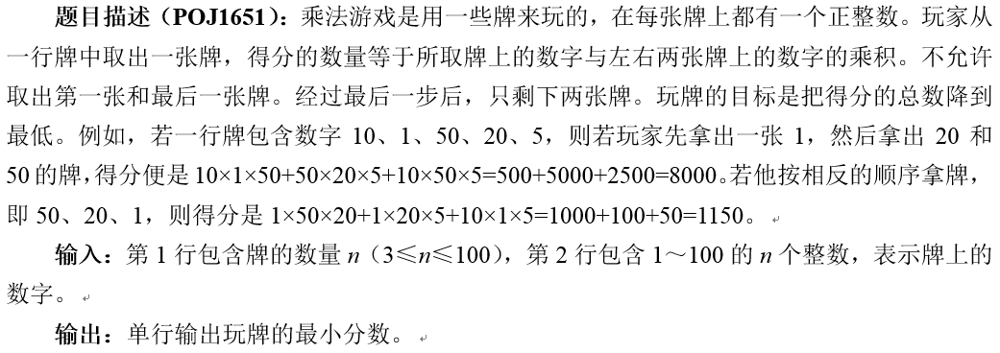 题目描述（POJ1651）：乘法游戏是用一些牌来玩的，在每张牌上都有一个正整数。玩家从
一行牌中取出一张牌，得分的数量等于所取牌上的数字与左右两张牌上的数字的乘积。不允许
取出第一张和最后一张牌。经过最后一步后，只剩下两张牌。玩牌的目标是把得分的总数降到
最低。例如，若一行牌包含数字 10、1、50、20、5，则若玩家先拿出一张 1，然后拿出 20 和
50 的牌，得分便是 10×1×50+50×20×5+10×50×5=500+5000+2500=8000。若他按相反的顺序拿牌，
即 50、20、1，则得分是 1×50×20+1×20×5+10×1×5=1000+100+50=1150。
输入：第 1 行包含牌的数量 n（3≤n≤100），第 2 行包含 1～100 的 n 个整数，表示牌上的
数字。
输出：单行输出玩牌的最小分数。